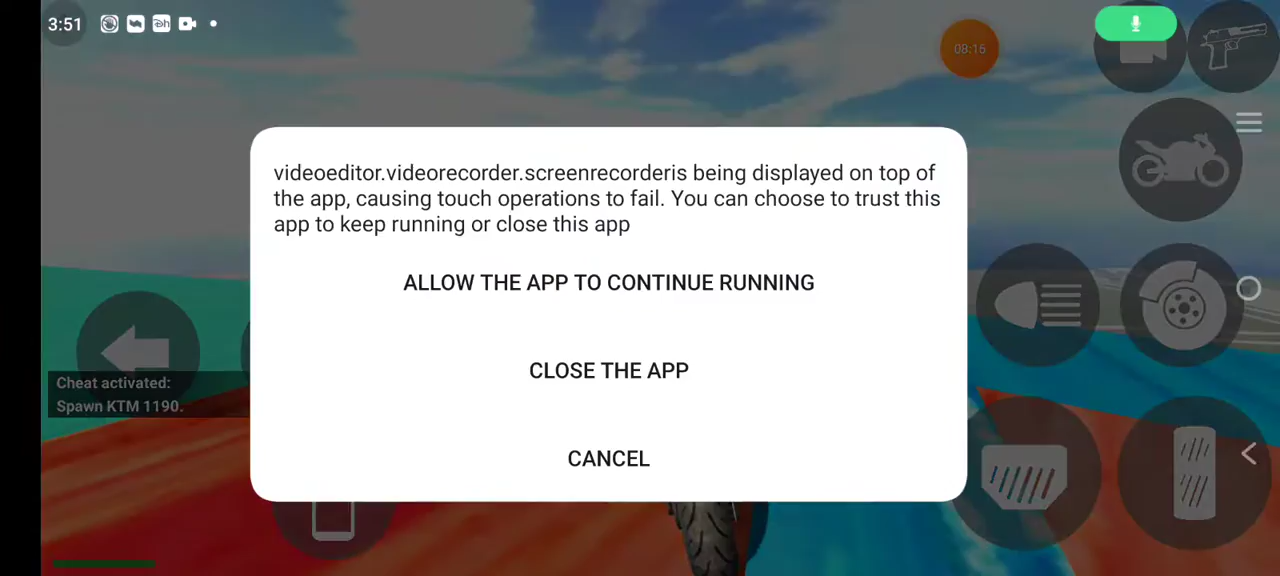 3:51
08:16
videoeditor.videorecorder.screenrecorderis being displayed on top of
the app, causing touch operations to fail. You can choose to trust this
app to keep running or close this app
ALLOW THE APP TO CONTINUE RUNNING
CLOSE THE APP
Cheat activated:
Spawn KTM 1190.
CANCEL